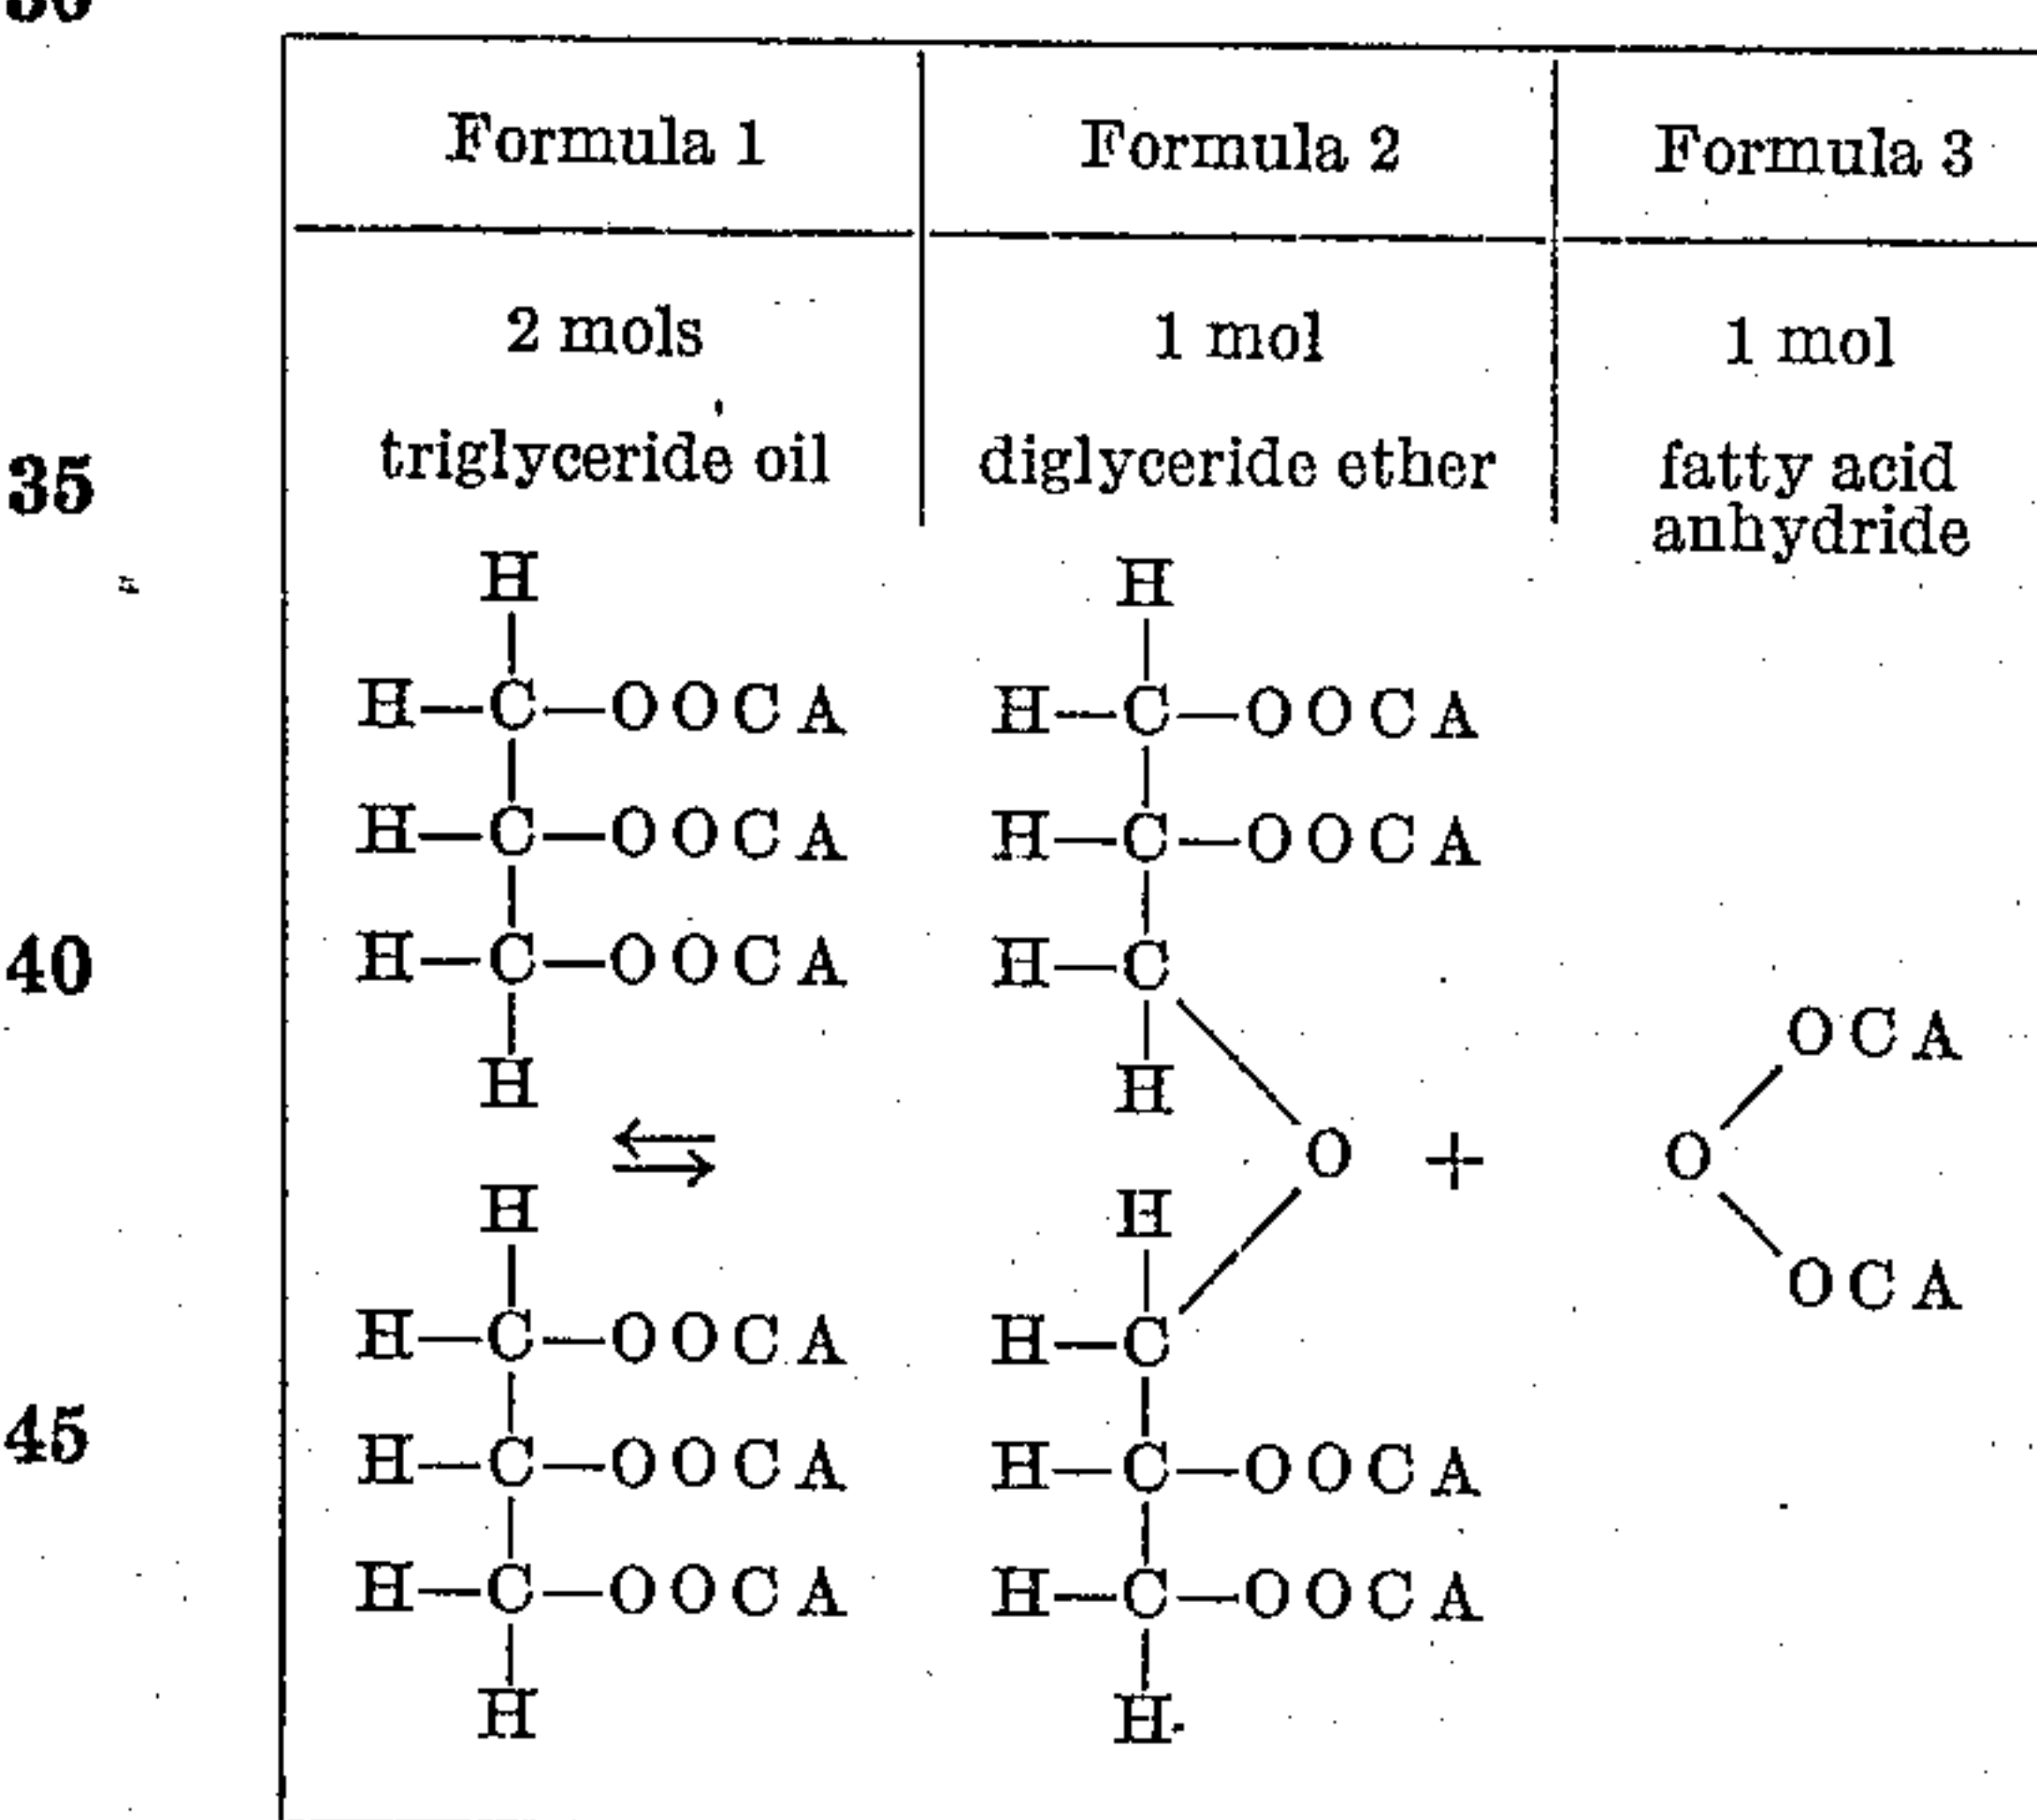 Formula 1 Formula 2 Formula 3
2 mols 1 mol 1 mol
35 triglyceride oil diglyceride ether fatty acid
anhydride
H H
H—C—OOCA H—C—OOCA
H—C—OOCA H—C—OOCA
40 H—C—OOCA H—C
OCA
H H
⇆ O + O
H H
OCA
H—C—OOCA H—C
45 H—C—OOCA H—C—OOCA
H—C—OOCA H—C—OOCA
H H